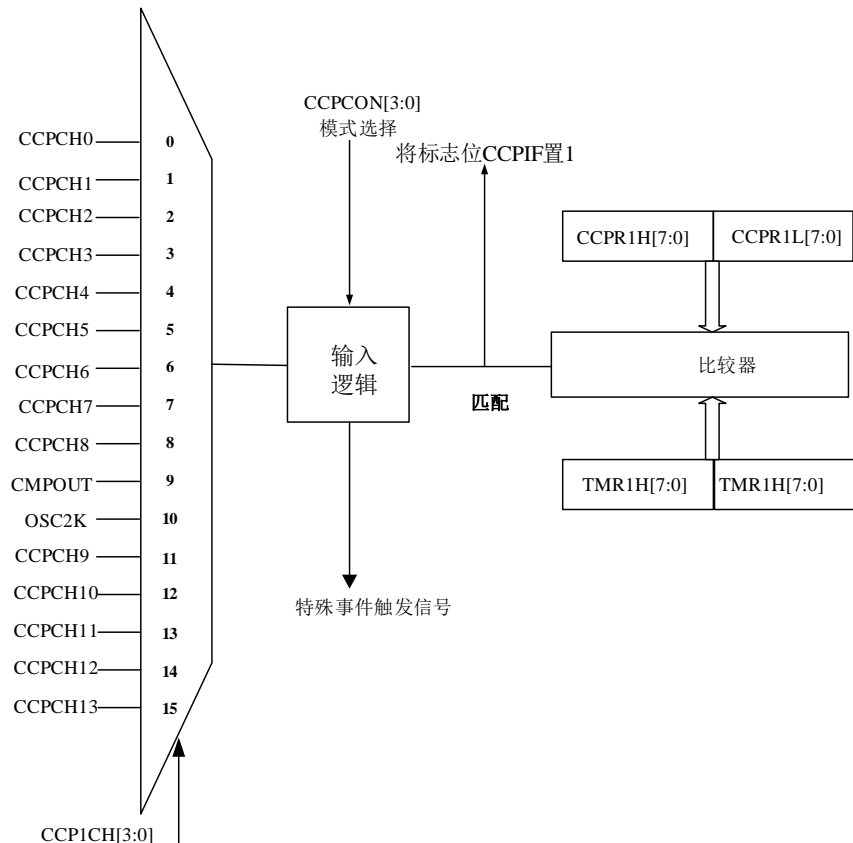 CCPCON[3:0]
模式选择
将标志位CCPIF置1
CCPCH0 0
CCPCH1 1
CCPCH2 2
CCPCH3 3
CCPCH4 4
CCPCH5 5
CCPCH6 6
CCPCH7 7
CCPCH8 8
CMPOUT 9
OSC2K 10
CCPCH9 11
CCPCH10 12
CCPCH11 13
CCPCH12 14
CCPCH13 15
CCP1CH[3:0]
输入
逻辑
匹配
特殊事件触发信号
CCPR1H[7:0] CCPR1L[7:0]
比较器
TMR1H[7:0] TMR1H[7:0]